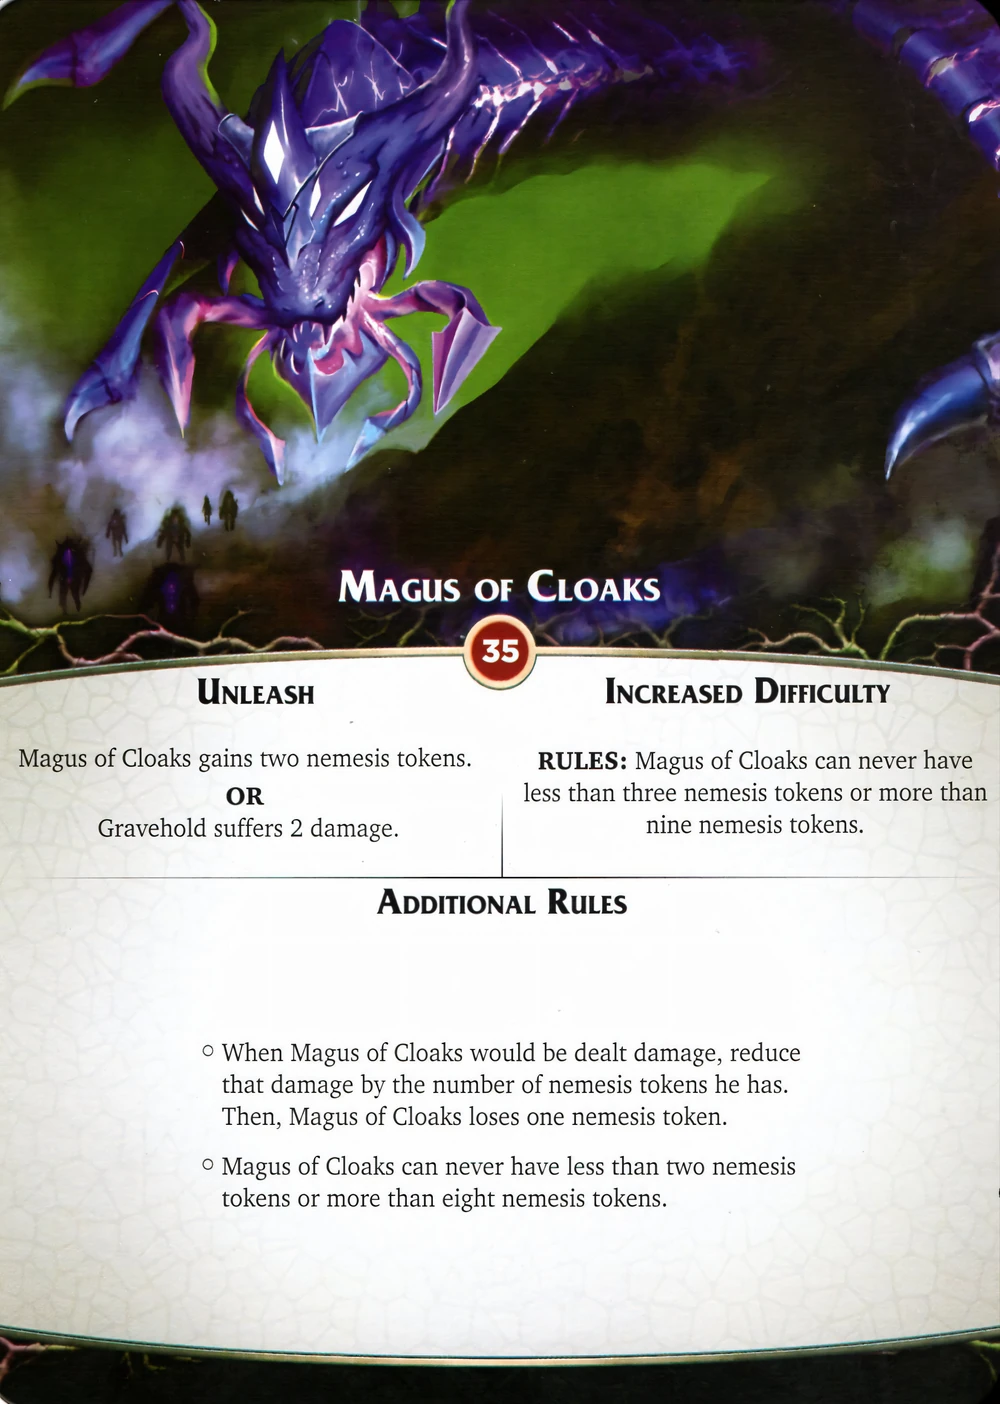 Magus of Cloaks
35
Unleash
Magus of Cloaks gains two nemesis tokens.
OR
Gravehold suffers 2 damage.
Increased Difficulty
RULES: Magus of Cloaks can never have
less than three nemesis tokens or more than
nine nemesis tokens.
Additional Rules
○ When Magus of Cloaks would be dealt damage, reduce
that damage by the number of nemesis tokens he has.
Then, Magus of Cloaks loses one nemesis token.
○ Magus of Cloaks can never have less than two nemesis
tokens or more than eight nemesis tokens.